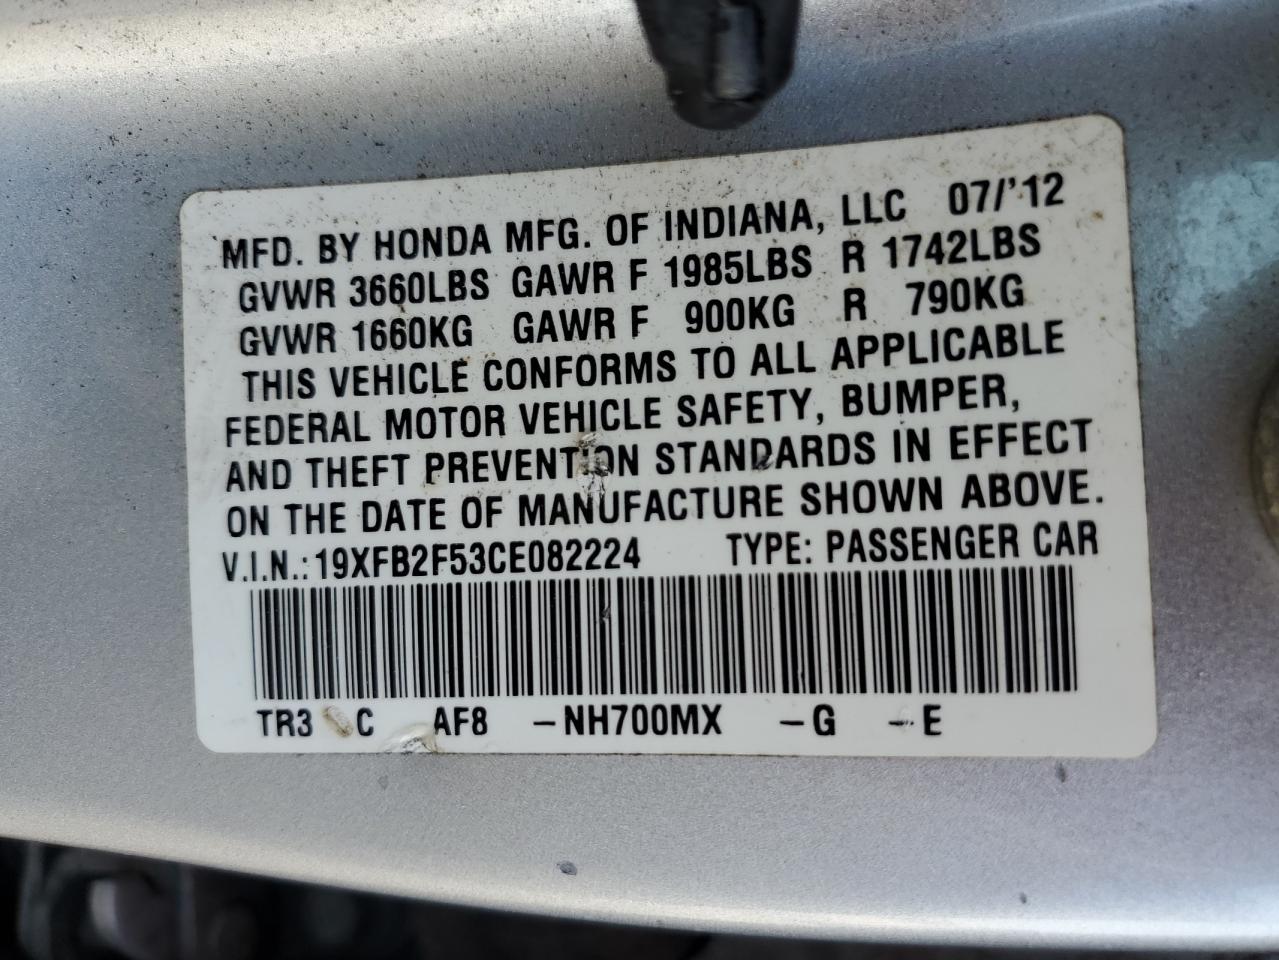 MFD. BY HONDA MFG. OF INDIANA, LLC 07/'12
GVWR 3660LBS GAWR F 1985LBS R 1742LBS
GVWR 1660KG GAWR F 900KG R 790KG
THIS VEHICLE CONFORMS TO ALL APPLICABLE
FEDERAL MOTOR VEHICLE SAFETY, BUMPER,
AND THEFT PREVENTION STANDARDS IN EFFECT
ON THE DATE OF MANUFACTURE SHOWN ABOVE.
V.I.N.:19XFB2F53CE082224 TYPE: PASSENGER CAR
TR3 C AF8 -NH700MX -G -E